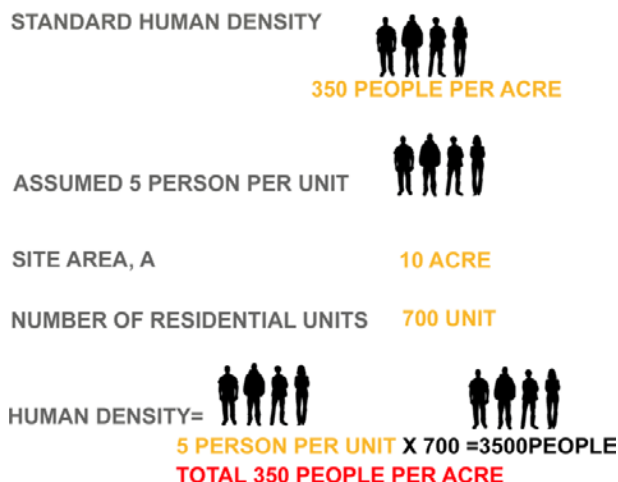 STANDARD HUMAN DENSITY
350 PEOPLE PER ACRE
ASSUMED 5 PERSON PER UNIT
SITE AREA, A 10 ACRE
NUMBER OF RESIDENTIAL UNITS 700 UNIT
HUMAN DENSITY=
5 PERSON PER UNIT X 700 =3500PEOPLE
TOTAL 350 PEOPLE PER ACRE